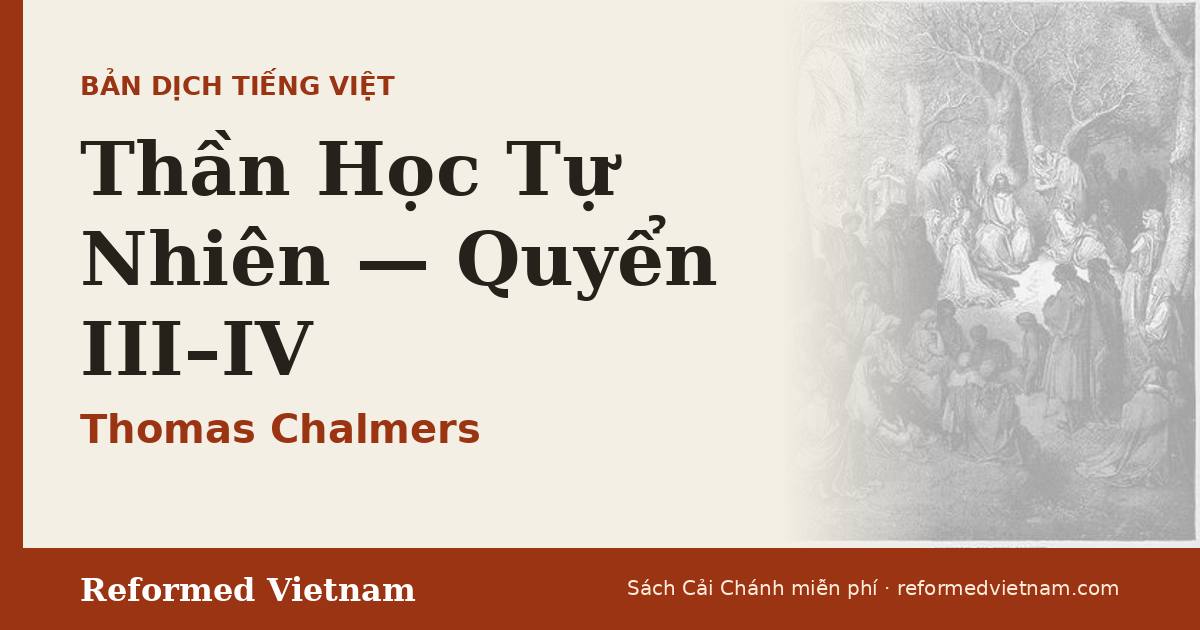 BẢN DỊCH TIẾNG VIỆT
Thần Học Tự
Nhiên — Quyển
III–IV
Thomas Chalmers
Reformed Vietnam
Sách Cải Chánh miễn phí · reformedvietnam.com